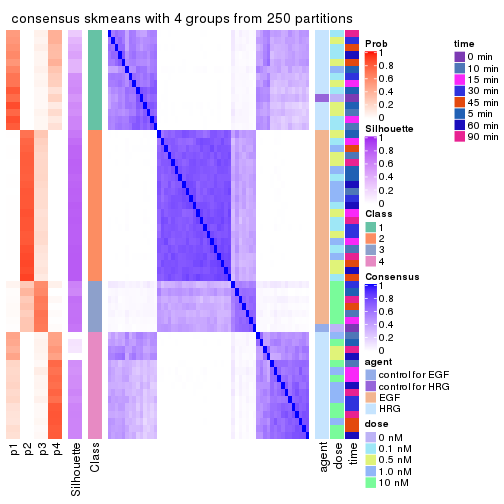 consensus skmeans with 4 groups from 250 partitions
Prob
1
0.8
0.6
0.4
0.2
0
Silhouette
1
0.8
0.6
0.4
0.2
0
Class
1
2
3
4
Consensus
1
0.8
0.6
0.4
0.2
0
agent
control for EGF
control for HRG
EGF
HRG
dose
0 nM
0.1 nM
0.5 nM
1.0 nM
10 nM
time
0 min
10 min
15 min
30 min
45 min
5 min
60 min
90 min
p1
p2
p3
p4
Silhouette
Class
agent
dose
time